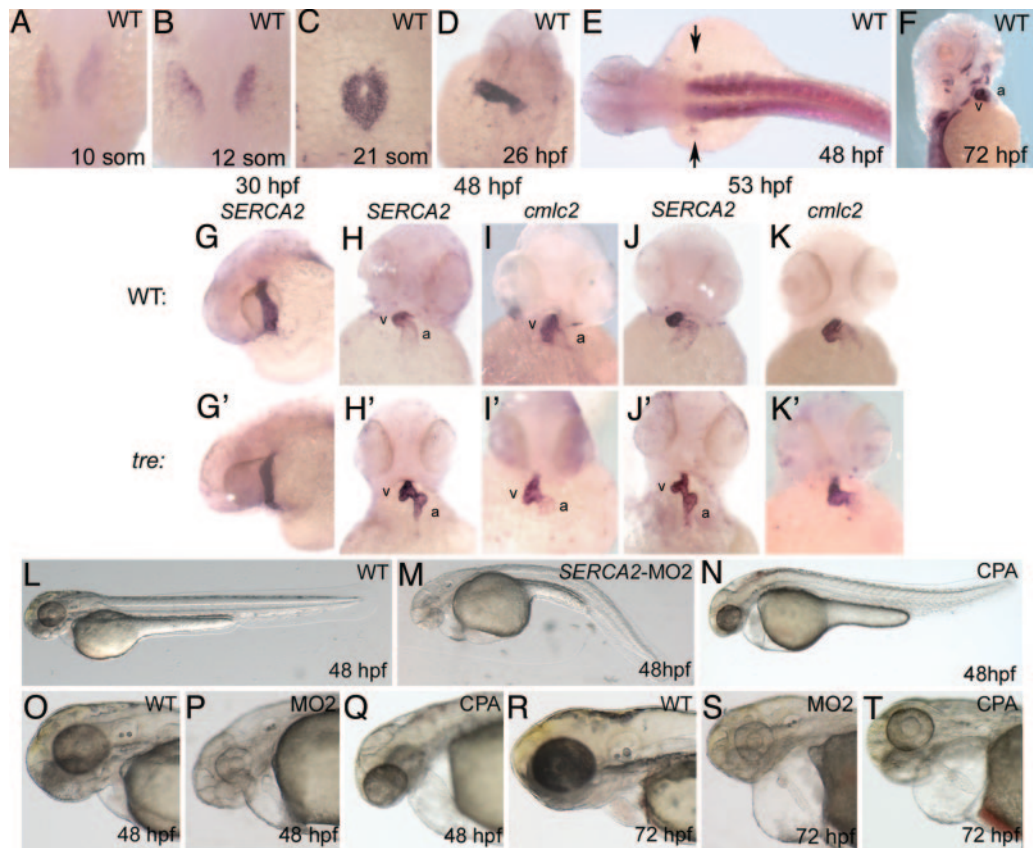 A WT B WT C WT D WT E WT F WT
a
v
10 som 12 som 21 som 26 hpf 48 hpf 72 hpf
30 hpf 48 hpf 53 hpf
SERCA2 SERCA2 cmlc2 SERCA2 cmlc2
G H I J K
WT:
v a v a
G' H' I' J' K'
tre:
v a v a v a
L WT M SERCA2-MO2 N CPA
48 hpf 48hpf 48hpf
O WT P MO2 Q CPA R WT S MO2 T CPA
48 hpf 48 hpf 48 hpf 72 hpf 72 hpf 72 hpf